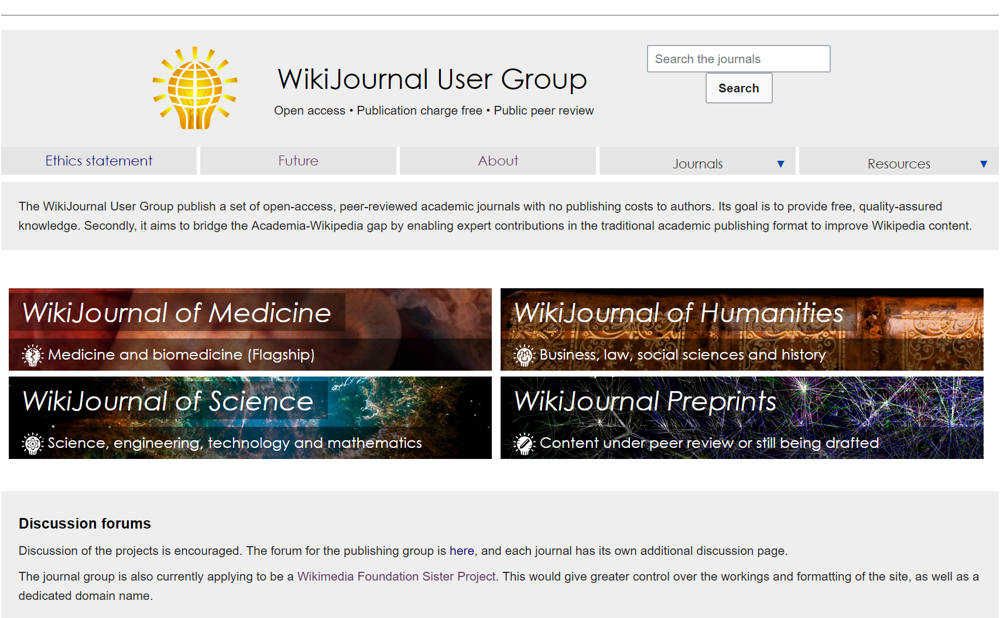 Search the journals
WikiJournal User Group
Search
Open access • Publication charge free • Public peer review
Ethics statement
Future
About
Journals ▼
Resources ▼
The WikiJournal User Group publish a set of open-access, peer-reviewed academic journals with no publishing costs to authors. Its goal is to provide free, quality-assured
knowledge. Secondly, it aims to bridge the Academia-Wikipedia gap by enabling expert contributions in the traditional academic publishing format to improve Wikipedia content.
WikiJournal of Medicine
Medicine and biomedicine (Flagship)
WikiJournal of Humanities
Business, law, social sciences and history
WikiJournal of Science
Science, engineering, technology and mathematics
WikiJournal Preprints
Content under peer review or still being drafted
Discussion forums
Discussion of the projects is encouraged. The forum for the publishing group is here, and each journal has its own additional discussion page.
The journal group is also currently applying to be a Wikimedia Foundation Sister Project. This would give greater control over the workings and formatting of the site, as well as a
dedicated domain name.